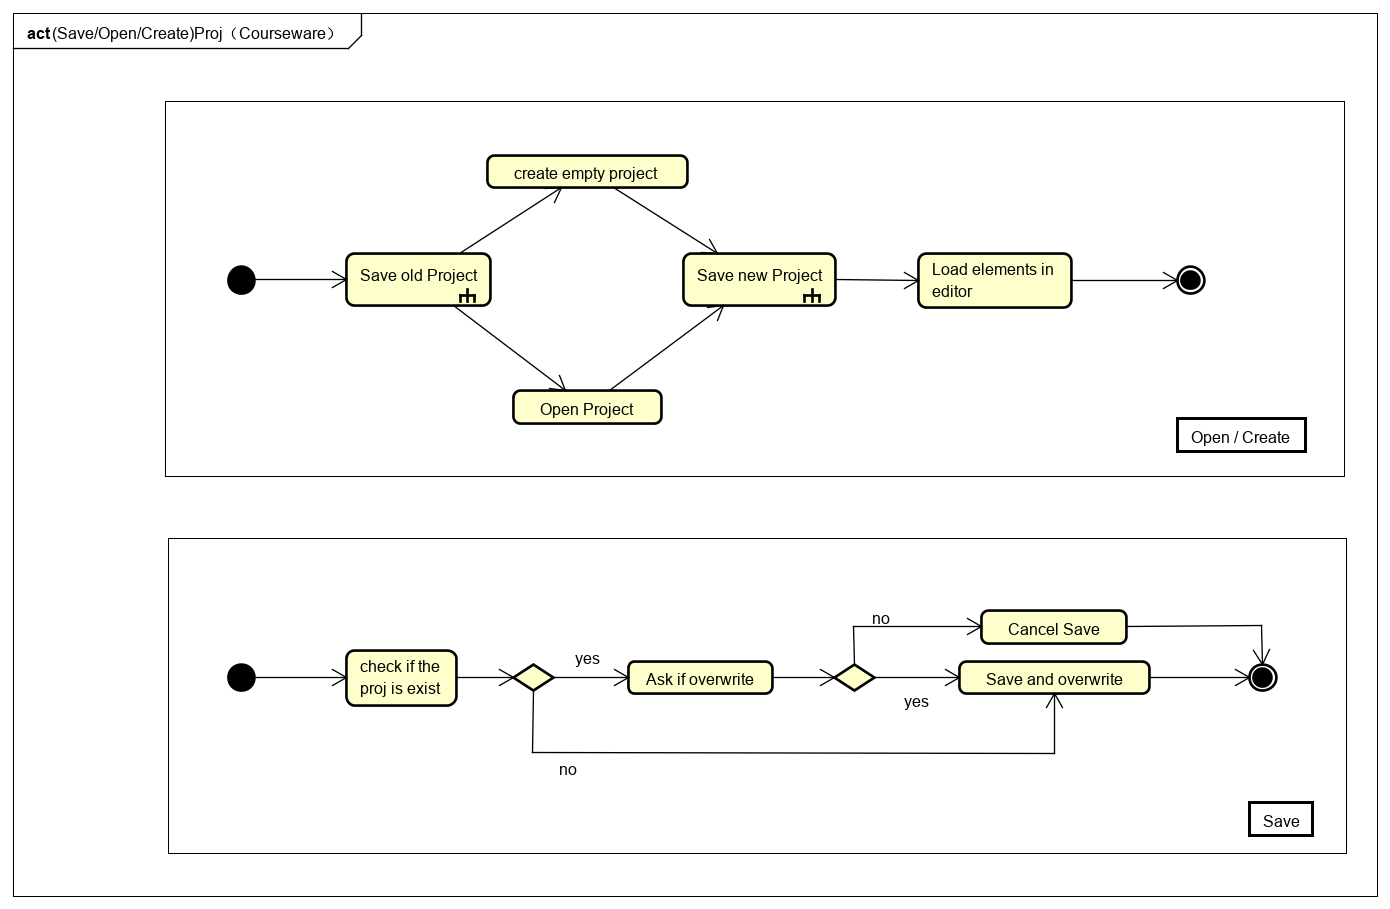 act (Save/Open/Create)Proj（Courseware）
create empty project
Save old Project
Save new Project
Load elements in
editor
Open Project
Open / Create
no
Cancel Save
check if the
proj is exist
yes
Ask if overwrite
yes
Save and overwrite
no
Save